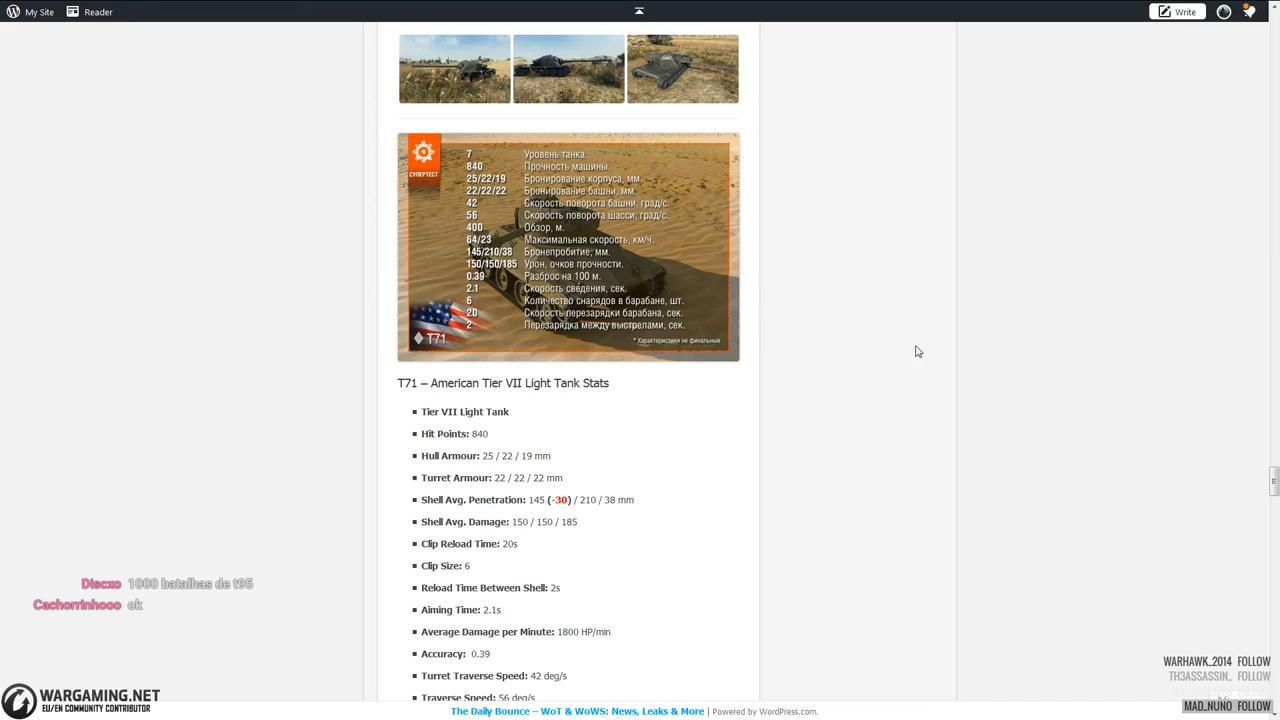 My Site
Reader
Write
СУПЕРТЕСТ
7 Уровень танка.
840 Прочность машины.
25/22/19 Бронирование корпуса, мм.
22/22/22 Бронирование башни, мм.
42 Скорость поворота башни, град/с.
56 Скорость поворота шасси, град/с.
400 Обзор, м.
64/23 Максимальная скорость, км/ч.
145/210/38 Бронепробитие, мм.
150/150/185 Урон, очков прочности.
0.39 Разброс на 100 м.
2.1 Скорость сведения, сек.
6 Количество снарядов в барабане, шт.
20 Скорость перезарядки барабана, сек.
2 Перезарядка между выстрелами, сек.
T71
* Характеристики не финальные
T71 – American Tier VII Light Tank Stats
Tier VII Light Tank
Hit Points: 840
Hull Armour: 25 / 22 / 19 mm
Turret Armour: 22 / 22 / 22 mm
Shell Avg. Penetration: 145 (-30) / 210 / 38 mm
Shell Avg. Damage: 150 / 150 / 185
Clip Reload Time: 20s
Clip Size: 6
Reload Time Between Shell: 2s
Aiming Time: 2.1s
Average Damage per Minute: 1800 HP/min
Accuracy: 0.39
Turret Traverse Speed: 42 deg/s
Traverse Speed: 56 deg/s
Discxo 1000 batalhas de t95
Cachorrinhooo ok
WARGAMING.NET
EU/EN COMMUNITY CONTRIBUTOR
WARHAWK_2014 FOLLOW
TH3ASSASSIN_ FOLLOW
MAD_NUNO FOLLOW
The Daily Bounce – WoT & WoWS: News, Leaks & More | Powered by WordPress.com.